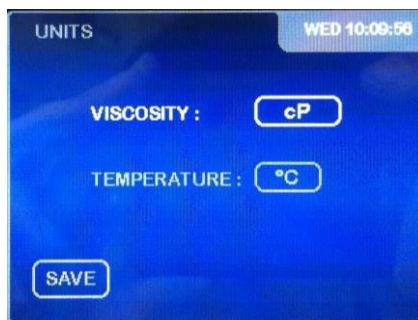 UNITS
WED 10:09:56
VISCOSITY : cP
TEMPERATURE : °C
SAVE